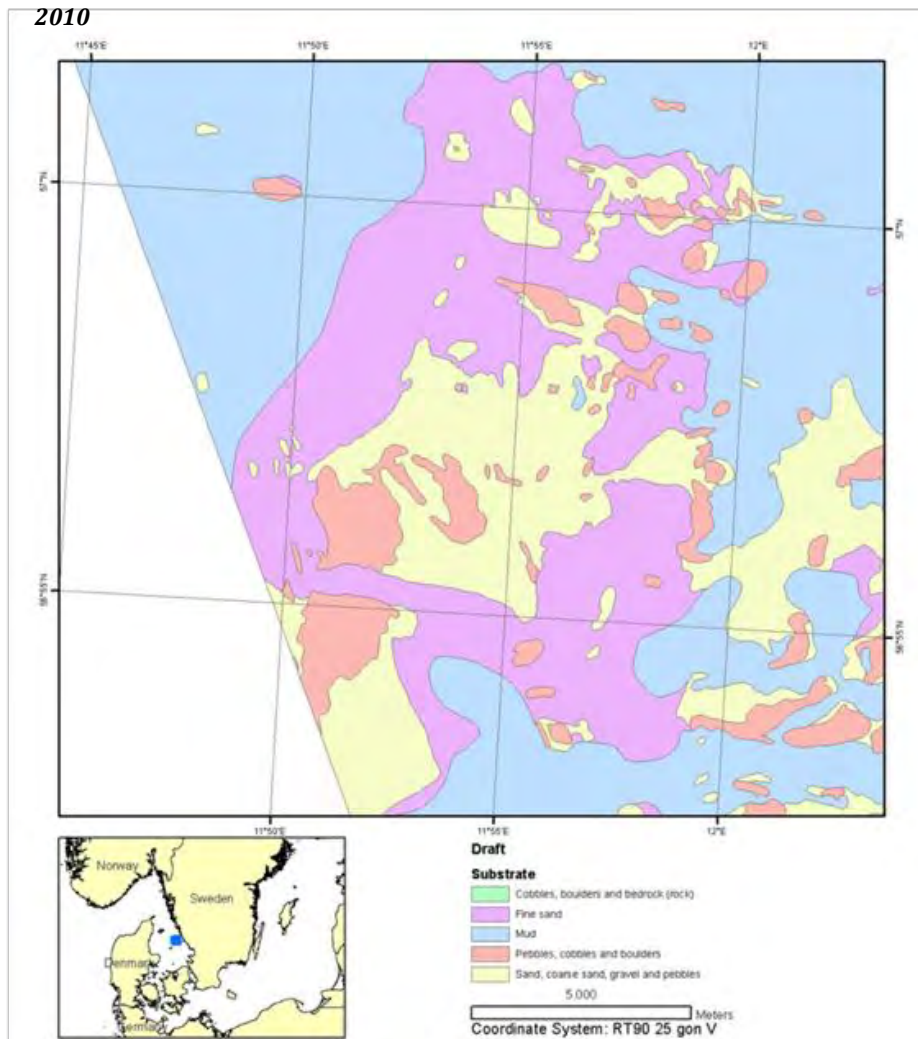 2010
11°45'E 11°50'E 11°55'E 12°E
57°N
57°N
56°55'N
56°55'N
11°50'E 11°55'E 12°E
Norway
Sweden
Denmark
Germany
Draft
Substrate
Cobbles, boulders and bedrock (rock)
Fine sand
Mud
Pebbles, cobbles and boulders
Sand, coarse sand, gravel and pebbles
5,000
Meters
Coordinate System: RT90 25 gon V